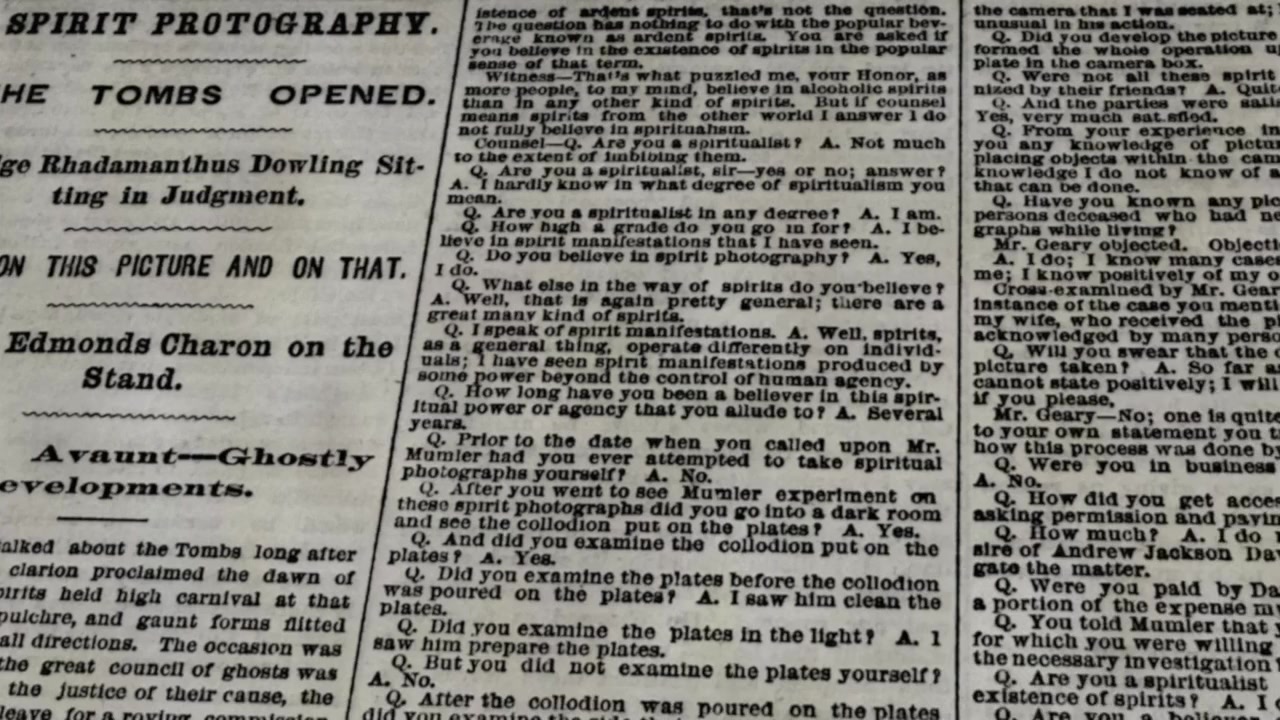 SPIRIT PROTOGRAPHY.
HE TOMBS OPENED.
ge Rhadamanthus Dowling Sit-
ting in Judgment.
ON THIS PICTURE AND ON THAT.
Edmonds Charon on the
Stand.
Avaunt—Ghostly
evelopments.
alked about the Tombs long after
clarion proclaimed the dawn of
pirits held high carnival at that
pulchre, and gaunt forms flitted
all directions. The occasion was
the great council of ghosts was
the justice of their cause, the
leave for a roving commission
istence of ardent spirits, that's not the question.
The question has nothing to do with the popular bev-
erage known as ardent spirits. You are asked if
you believe in the existence of spirits in the popular
sense of that term.
Witness—That's what puzzled me, your Honor, as
more people, to my mind, believe in alcoholic spirits
than in any other kind of spirits. But if counsel
means spirits from the other world I answer I do
not fully believe in spiritualism.
Counsel—Q. Are you a spiritualist? A. Not much
to the extent of imbibing them.
Q. Are you a spiritualist, sir—yes or no; answer?
A. I hardly know in what degree of spiritualism you
mean.
Q. Are you a spiritualist in any degree? A. I am.
Q. How high a grade do you go in for? A. I be-
lieve in spirit manifestations that I have seen.
Q. Do you believe in spirit photography? A. Yes,
I do.
Q. What else in the way of spirits do you believe?
A. Well, that is again pretty general; there are a
great many kind of spirits.
Q. I speak of spirit manifestations. A. Well, spirits,
as a general thing, operate differently on individ-
uals; I have seen spirit manifestations produced by
some power beyond the control of human agency.
Q. How long have you been a believer in this spir-
itual power or agency that you allude to? A. Several
years.
Q. Prior to the date when you called upon Mr.
Mumler had you ever attempted to take spiritual
photographs yourself? A. No.
Q. After you went to see Mumler experiment on
these spirit photographs did you go into a dark room
and see the collodion put on the plates? A. Yes.
Q. And did you examine the collodion put on the
plates? A. Yes.
Q. Did you examine the plates before the collodion
was poured on the plates? A. I saw him clean the
plates.
Q. Did you examine the plates in the light? A. I
saw him prepare the plates.
Q. But you did not examine the plates yourself?
A. No.
Q. After the collodion was poured on the plates
did you examine the side
the camera that I was seated at;
unusual in his action.
Q. Did you develop the picture
formed the whole operation u
plate in the camera box.
Q. Were not all these spirit
nized by their friends? A. Quit
Q. And the parties were satis
Yes, very much sat.sfied.
Q. From your experience in
you any knowledge of pictu
placing objects within the cam
knowledge I do not know of a
that can be done.
Q. Have you known any pic
persons deceased who had no
graphs while living?
Mr. Geary objected. Objecti
A. I do; I know many cases
me; I know positively of my o
Cross-examined by Mr. Gear
instance of the case you menti
my wife, who received the pi
acknowledged by many perso
Q. Will you swear that the
picture taken? A. So far as
cannot state positively; I will
if you please.
Mr. Geary—No; one is quite
to your own statement you t
how this process was done by
Q. Were you in business
A. No.
Q. How did you get acces
asking permission and payin
Q. How much? A. I do
sire of Andrew Jackson Da
gate the matter.
Q. Were you paid by Da
a portion of the expense m
Q. You told Mumler that y
for which you were willing
the necessary investigation?
Q. Are you a spiritualist
existence of spirits? A. I
Q. Are you a